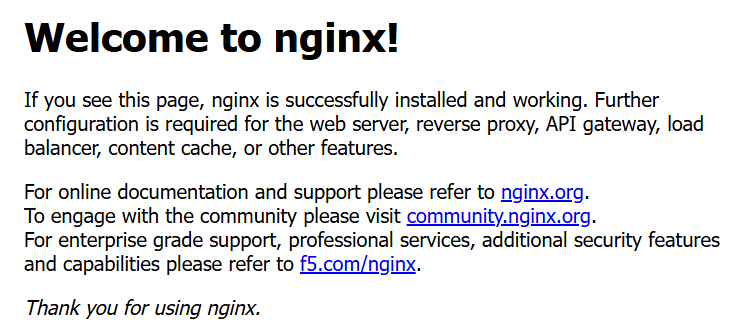 Welcome to nginx!
If you see this page, nginx is successfully installed and working. Further
configuration is required for the web server, reverse proxy, API gateway, load
balancer, content cache, or other features.
For online documentation and support please refer to nginx.org.
To engage with the community please visit community.nginx.org.
For enterprise grade support, professional services, additional security features
and capabilities please refer to f5.com/nginx.
Thank you for using nginx.